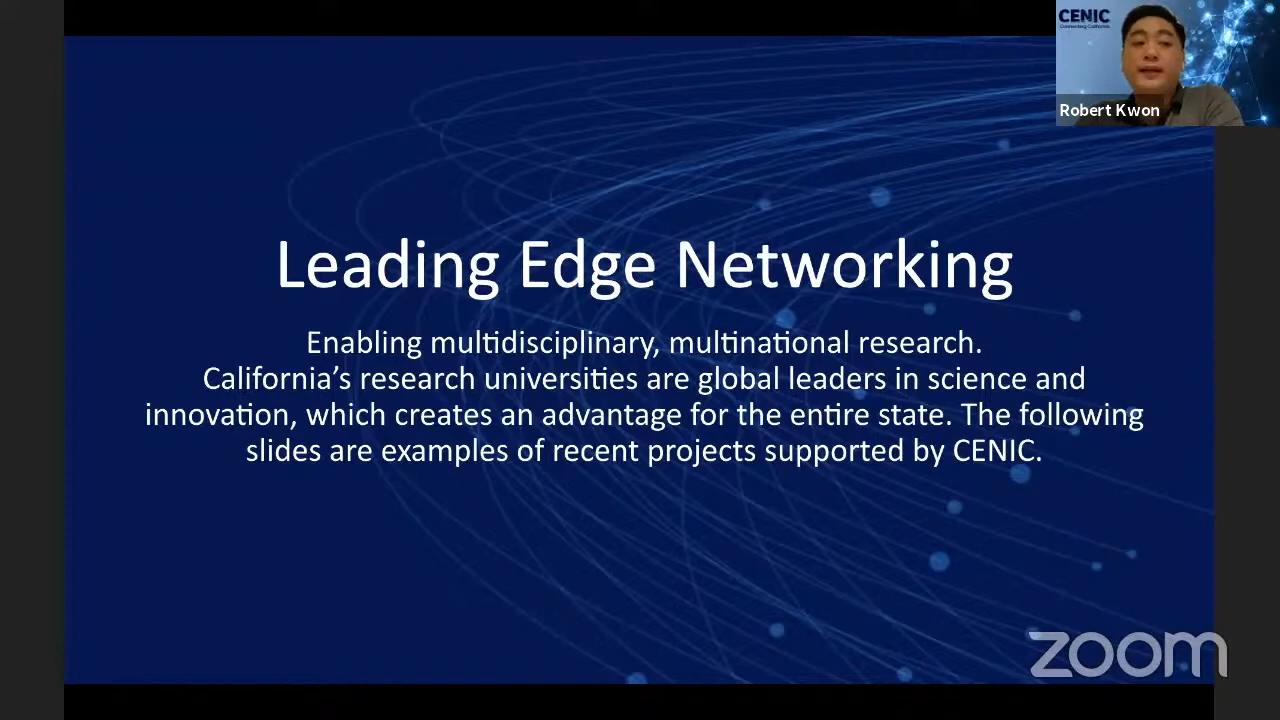 CENIC
Connecting California
Robert Kwon
Leading Edge Networking
Enabling multidisciplinary, multinational research.
California’s research universities are global leaders in science and
innovation, which creates an advantage for the entire state. The following
slides are examples of recent projects supported by CENIC.
zoom